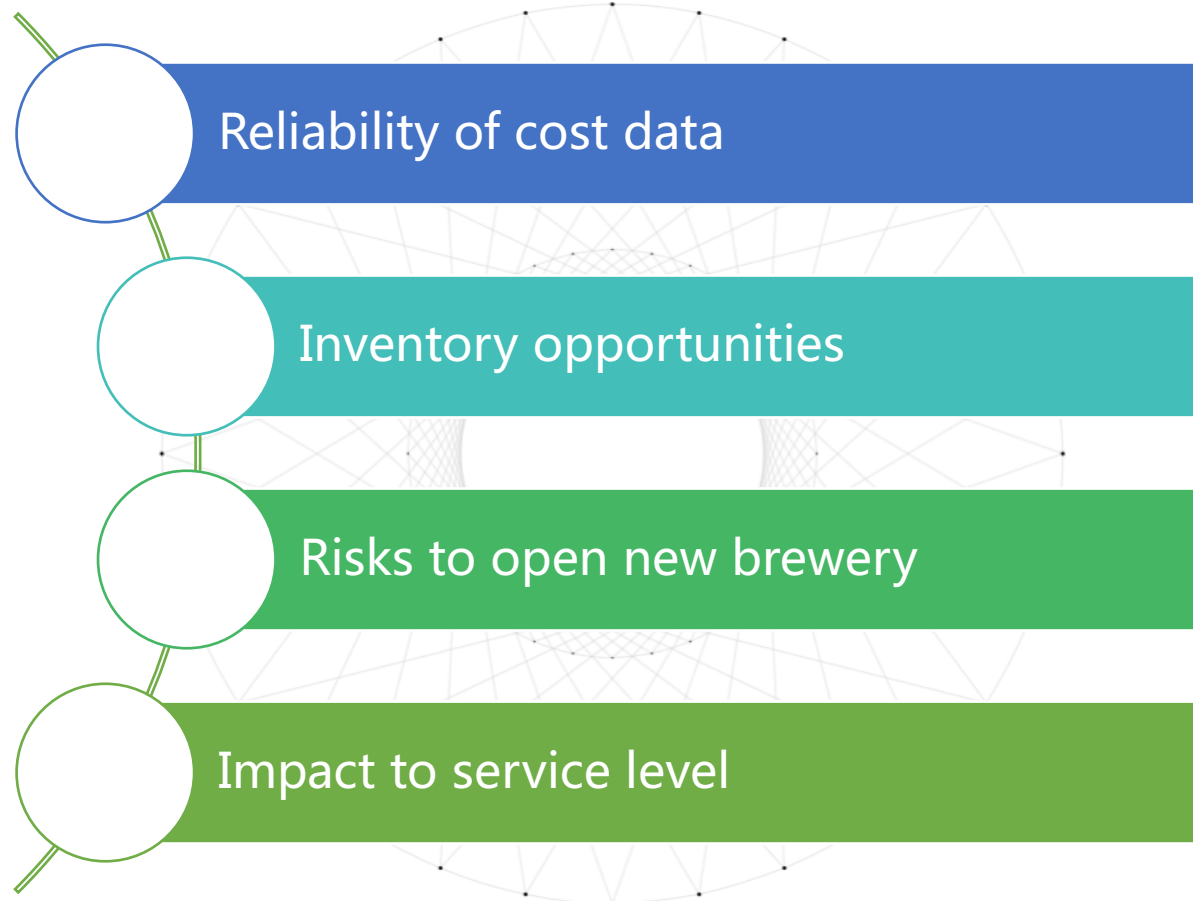 Reliability of cost data
Inventory opportunities
Risks to open new brewery
Impact to service level